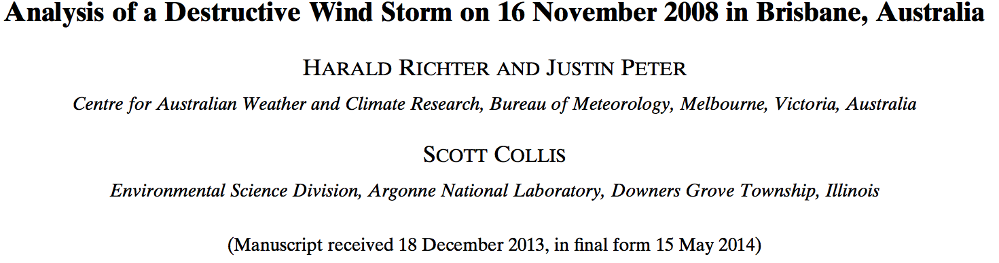 Analysis of a Destructive Wind Storm on 16 November 2008 in Brisbane, Australia
HARALD RICHTER AND JUSTIN PETER
Centre for Australian Weather and Climate Research, Bureau of Meteorology, Melbourne, Victoria, Australia
SCOTT COLLIS
Environmental Science Division, Argonne National Laboratory, Downers Grove Township, Illinois
(Manuscript received 18 December 2013, in final form 15 May 2014)